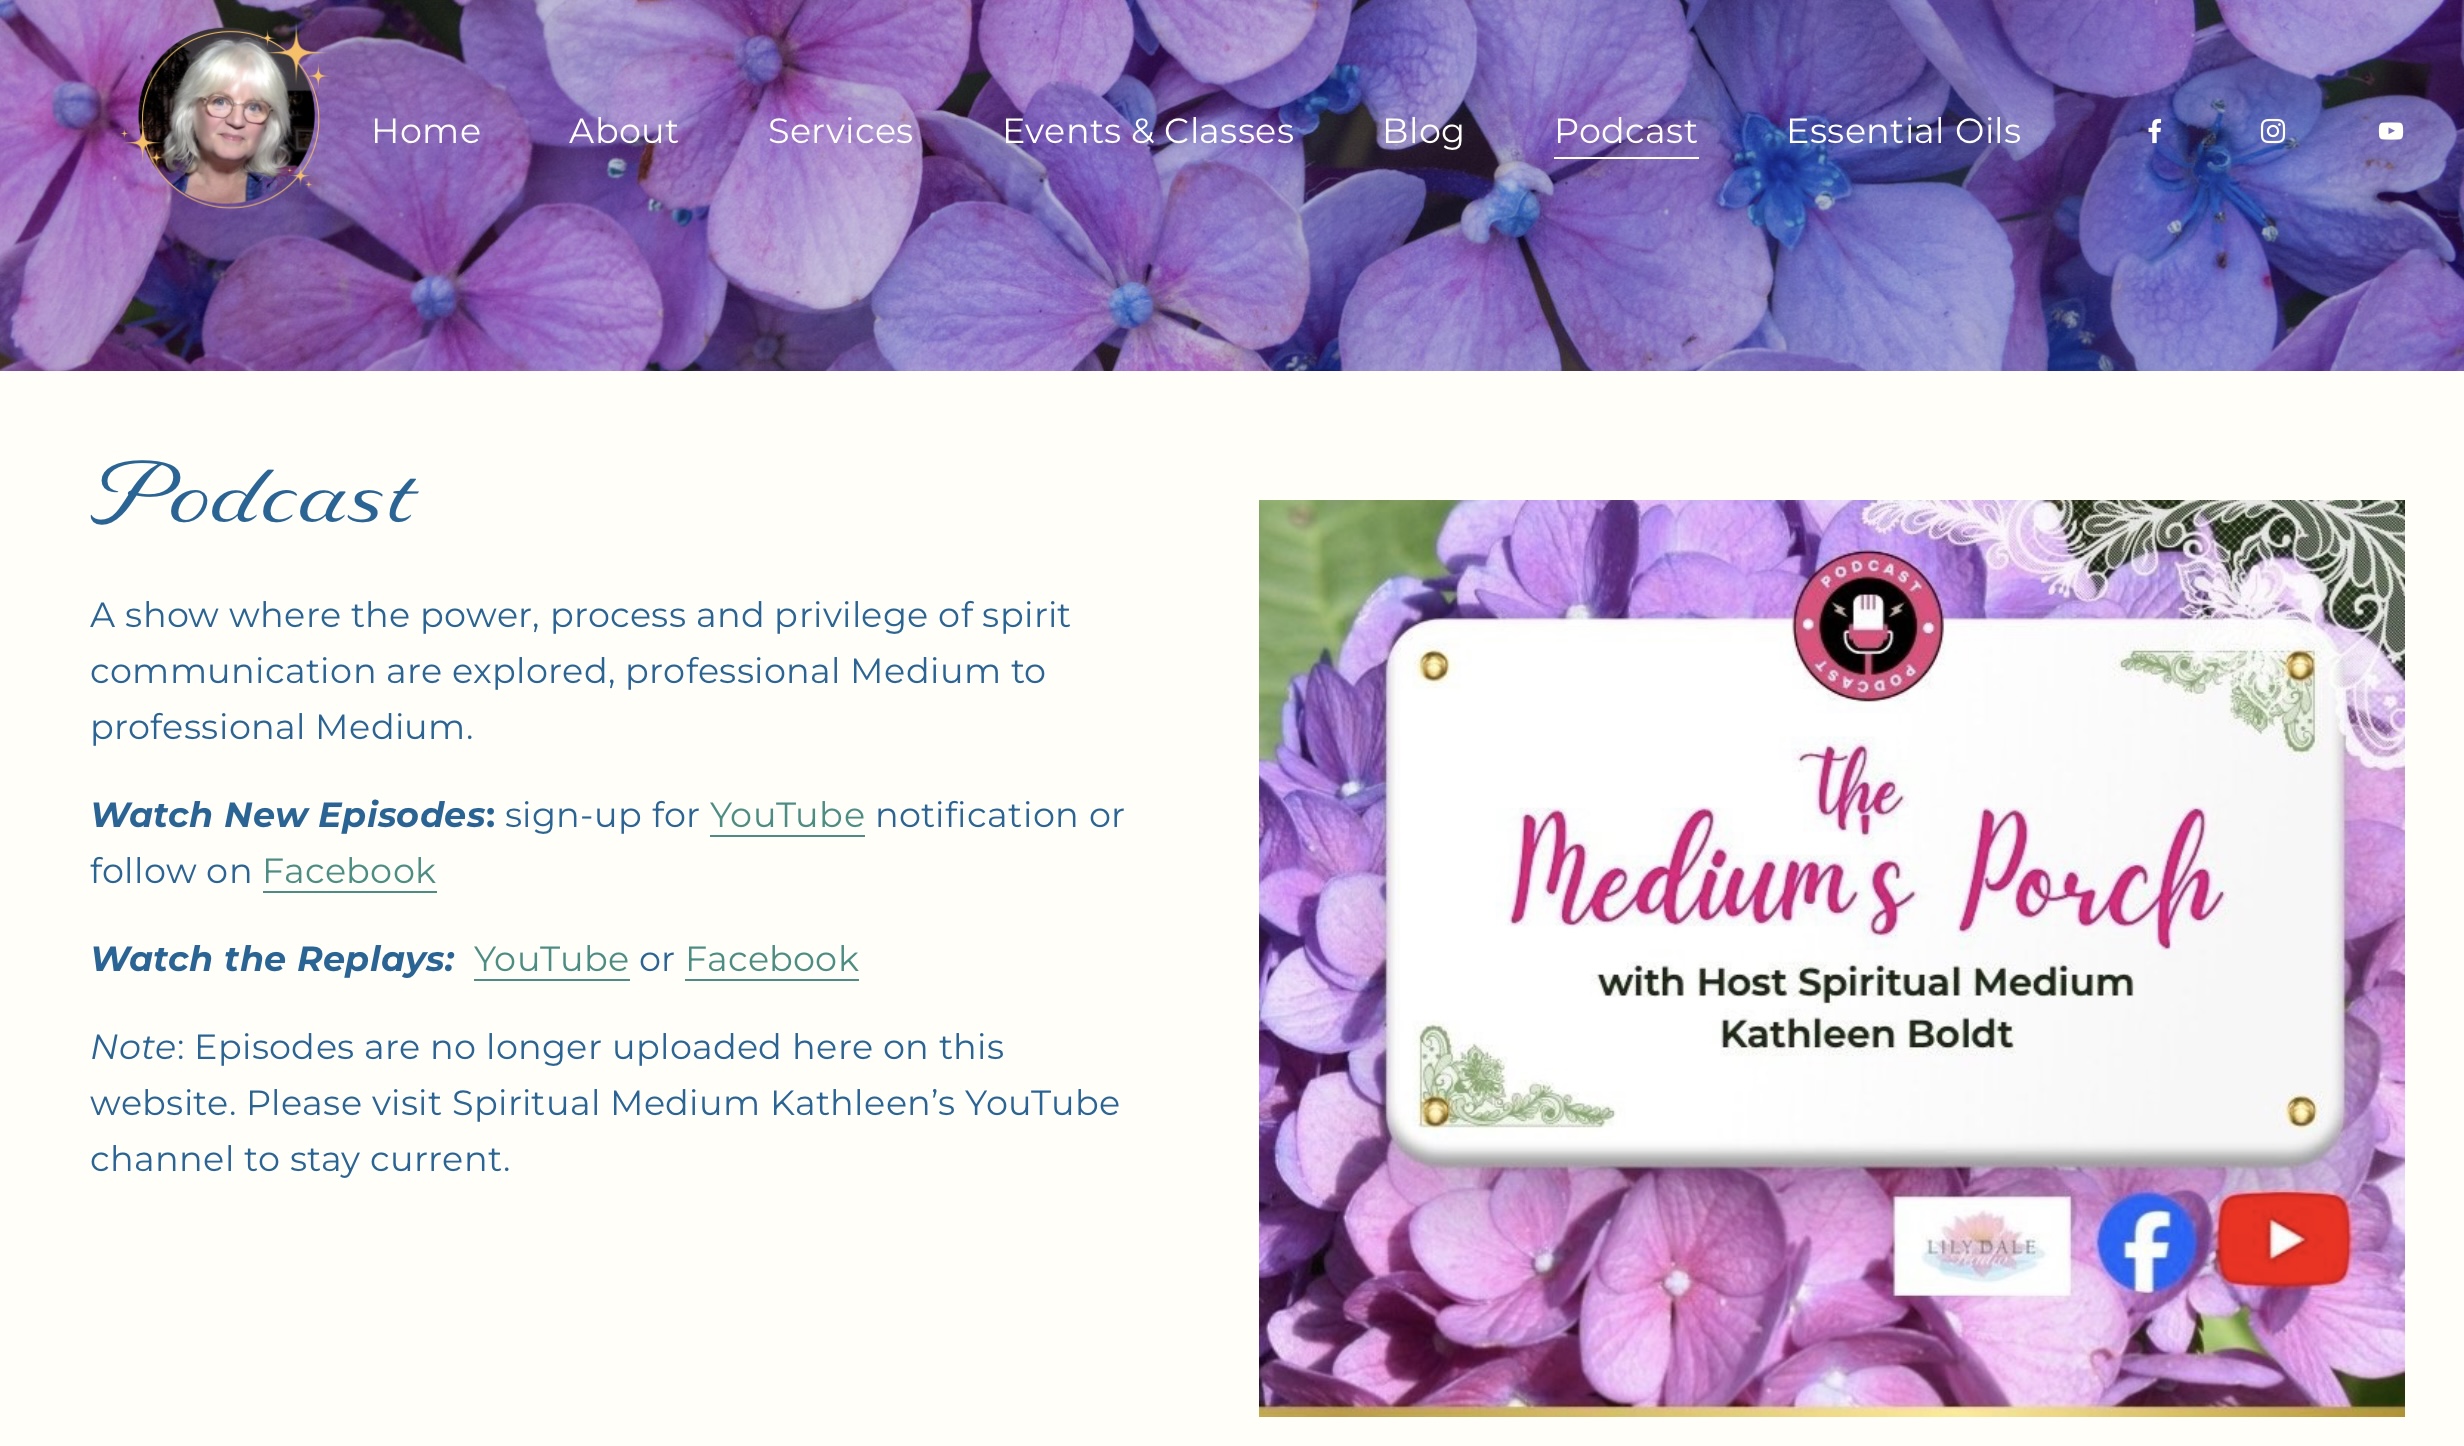 Home About Services Events & Classes Blog Podcast Essential Oils
Podcast
A show where the power, process and privilege of spirit
communication are explored, professional Medium to
professional Medium.
Watch New Episodes: sign-up for YouTube notification or
follow on Facebook
Watch the Replays: YouTube or Facebook
Note: Episodes are no longer uploaded here on this
website. Please visit Spiritual Medium Kathleen’s YouTube
channel to stay current.
PODCAST
PODCAST
the
Medium's Porch
with Host Spiritual Medium
Kathleen Boldt
LILY DALE